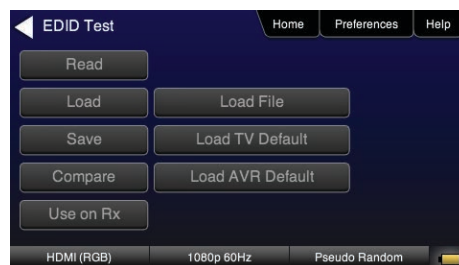 EDID Test
Home
Preferences
Help
Read
Load
Load File
Save
Load TV Default
Compare
Load AVR Default
Use on Rx
HDMI (RGB)
1080p 60Hz
Pseudo Random